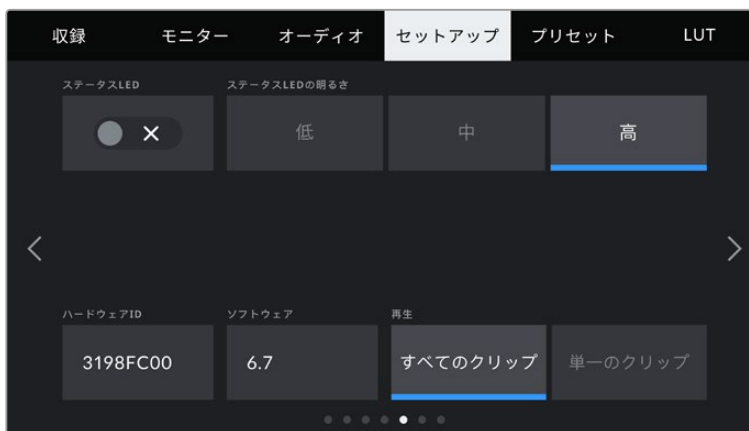 収録 モニター オーディオ セットアップ プリセット LUT
ステータスLED ステータスLEDの明るさ
低 中 高
ハードウェアID ソフトウェア 再生
3198FC00 6.7 すべてのクリップ 単一のクリップ